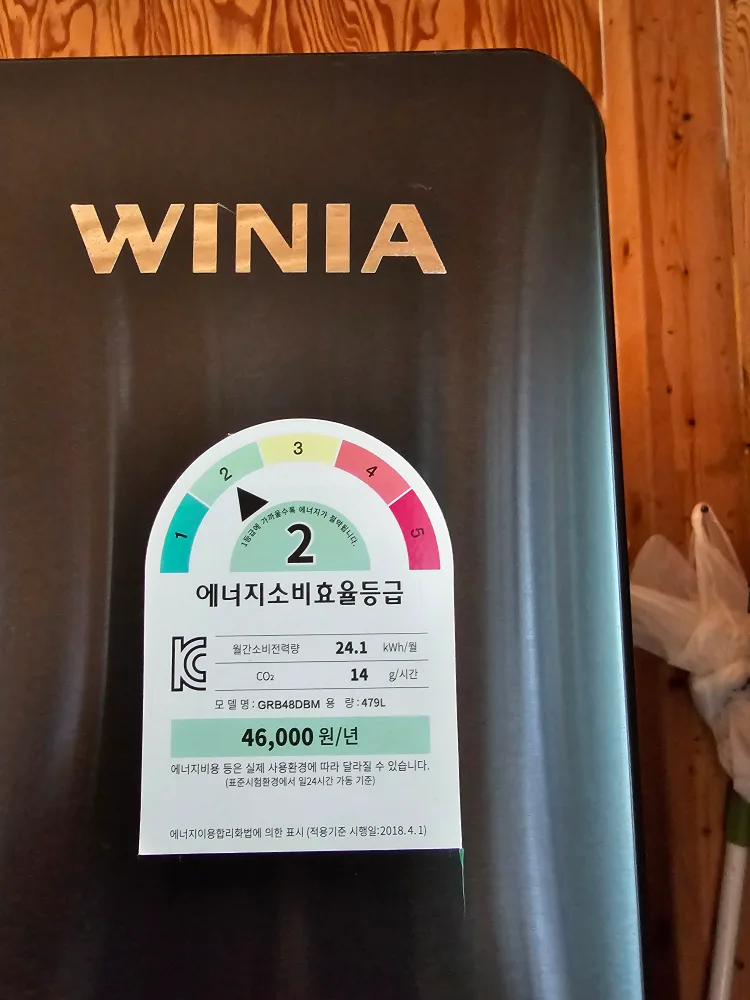 WINIA
1 2 3 4 5
1등급에 가까울수록 에너지가 절약됩니다.
2
에너지소비효율등급
월간소비전력량 24.1 kWh/월
CO₂ 14 g/시간
모델명:GRB48DBM 용 량:479L
46,000 원/년
에너지비용 등은 실제 사용환경에 따라 달라질 수 있습니다.
(표준시험환경에서 일24시간 가동 기준)
에너지이용합리화법에 의한 표시 (적용기준 시행일:2018.4.1)